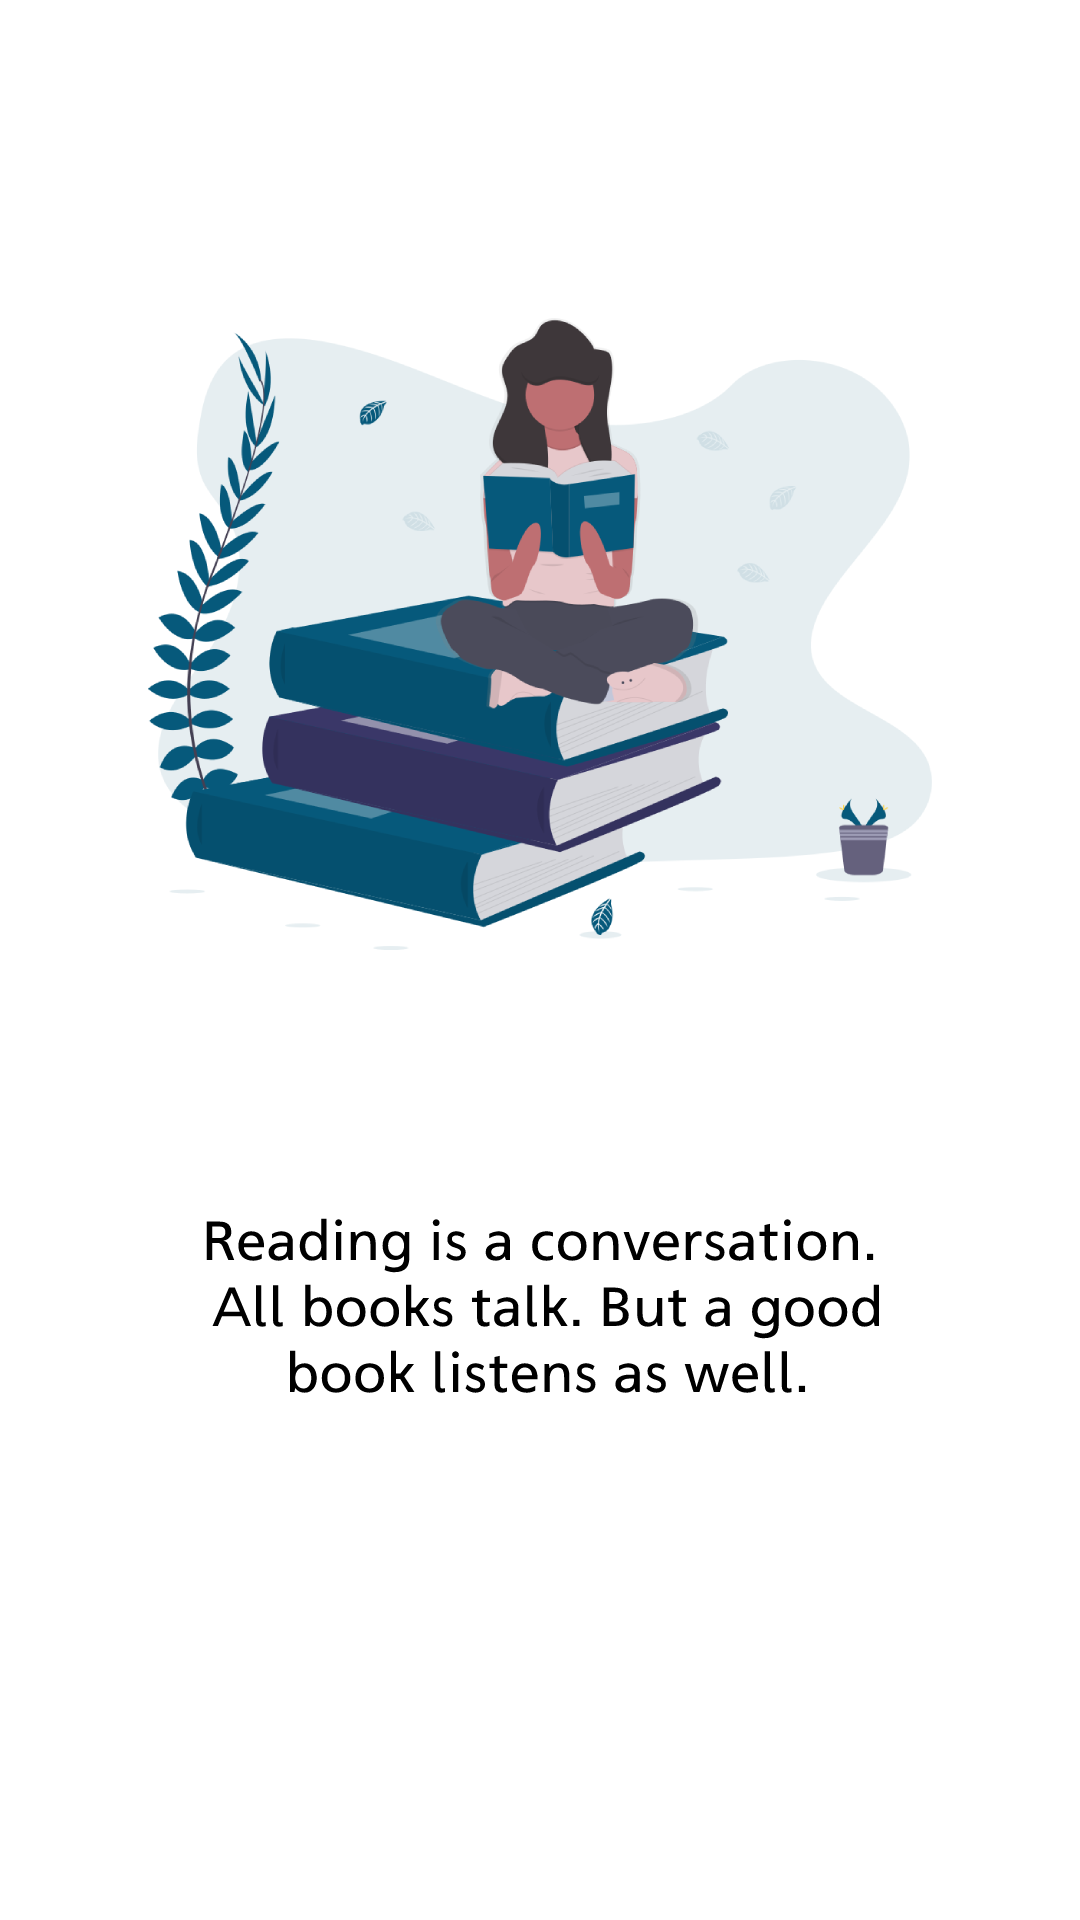 Reading is a conversation.
All books talk. But a good
book listens as well.